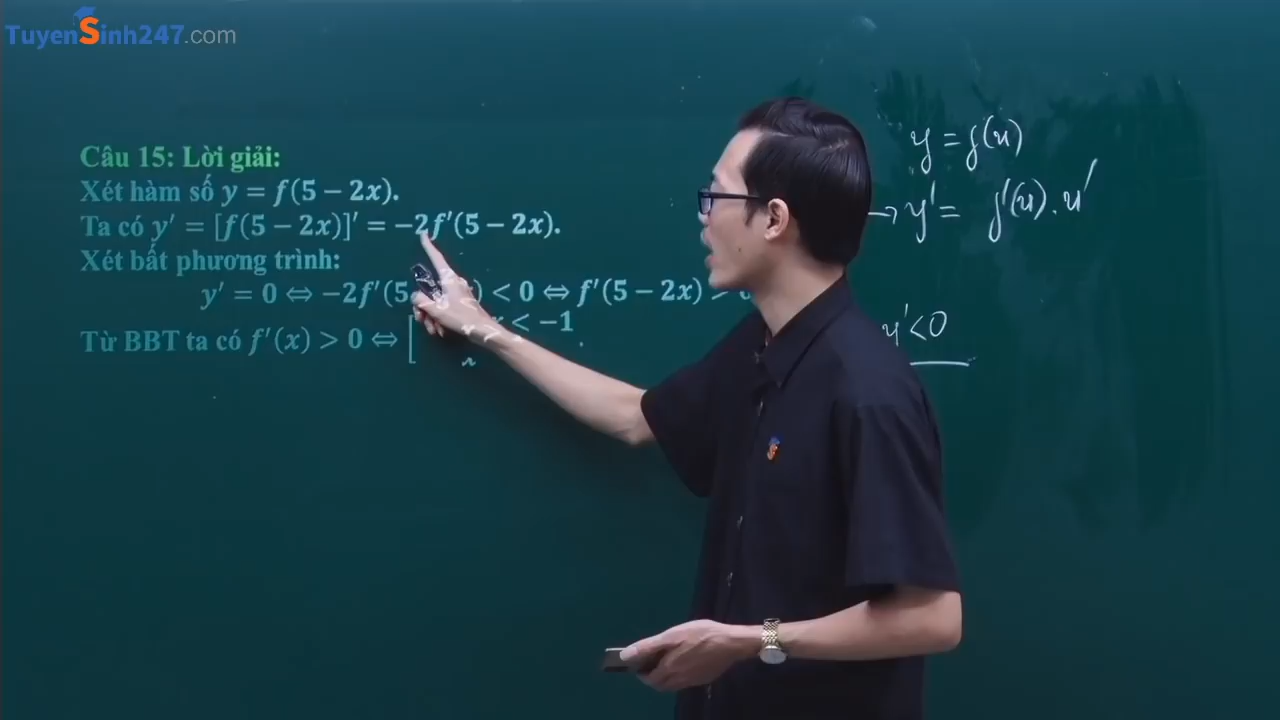 TuyenSinh247.com
Câu 15: Lời giải:
Xét hàm số y = f(5 − 2x).
Ta có y′ = [f(5 − 2x)]′ = −2f′(5 − 2x).
Xét bất phương trình:
y′ = 0 ⇔ −2f′(5 ) < 0 ⇔ f′(5 − 2x) >
Từ BBT ta có f′(x) > 0 ⇔ [ < −1
y = f(u)
→ y′ = f′(u).u′
′<0